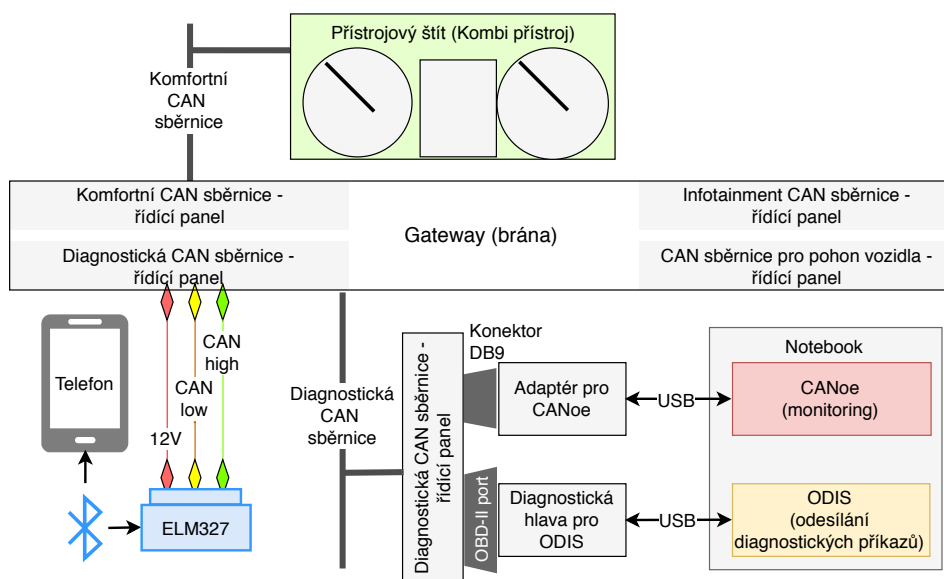 Přístrojový štít (Kombi přístroj)
Komfortní
CAN
sběrnice
Komfortní CAN sběrnice -
řídící panel
Infotainment CAN sběrnice -
řídící panel
Gateway (brána)
Diagnostická CAN sběrnice -
řídící panel
CAN sběrnice pro pohon vozidla -
řídící panel
Telefon
12V
CAN
low
CAN
high
ELM327
Diagnostická
CAN
sběrnice
Diagnostická CAN sběrnice -
řídící panel
Konektor
DB9
Adaptér pro
CANoe
USB
Notebook
CANoe
(monitoring)
OBD-II port
Diagnostická
hlava pro
ODIS
USB
ODIS
(odesílání
diagnostických příkazů)